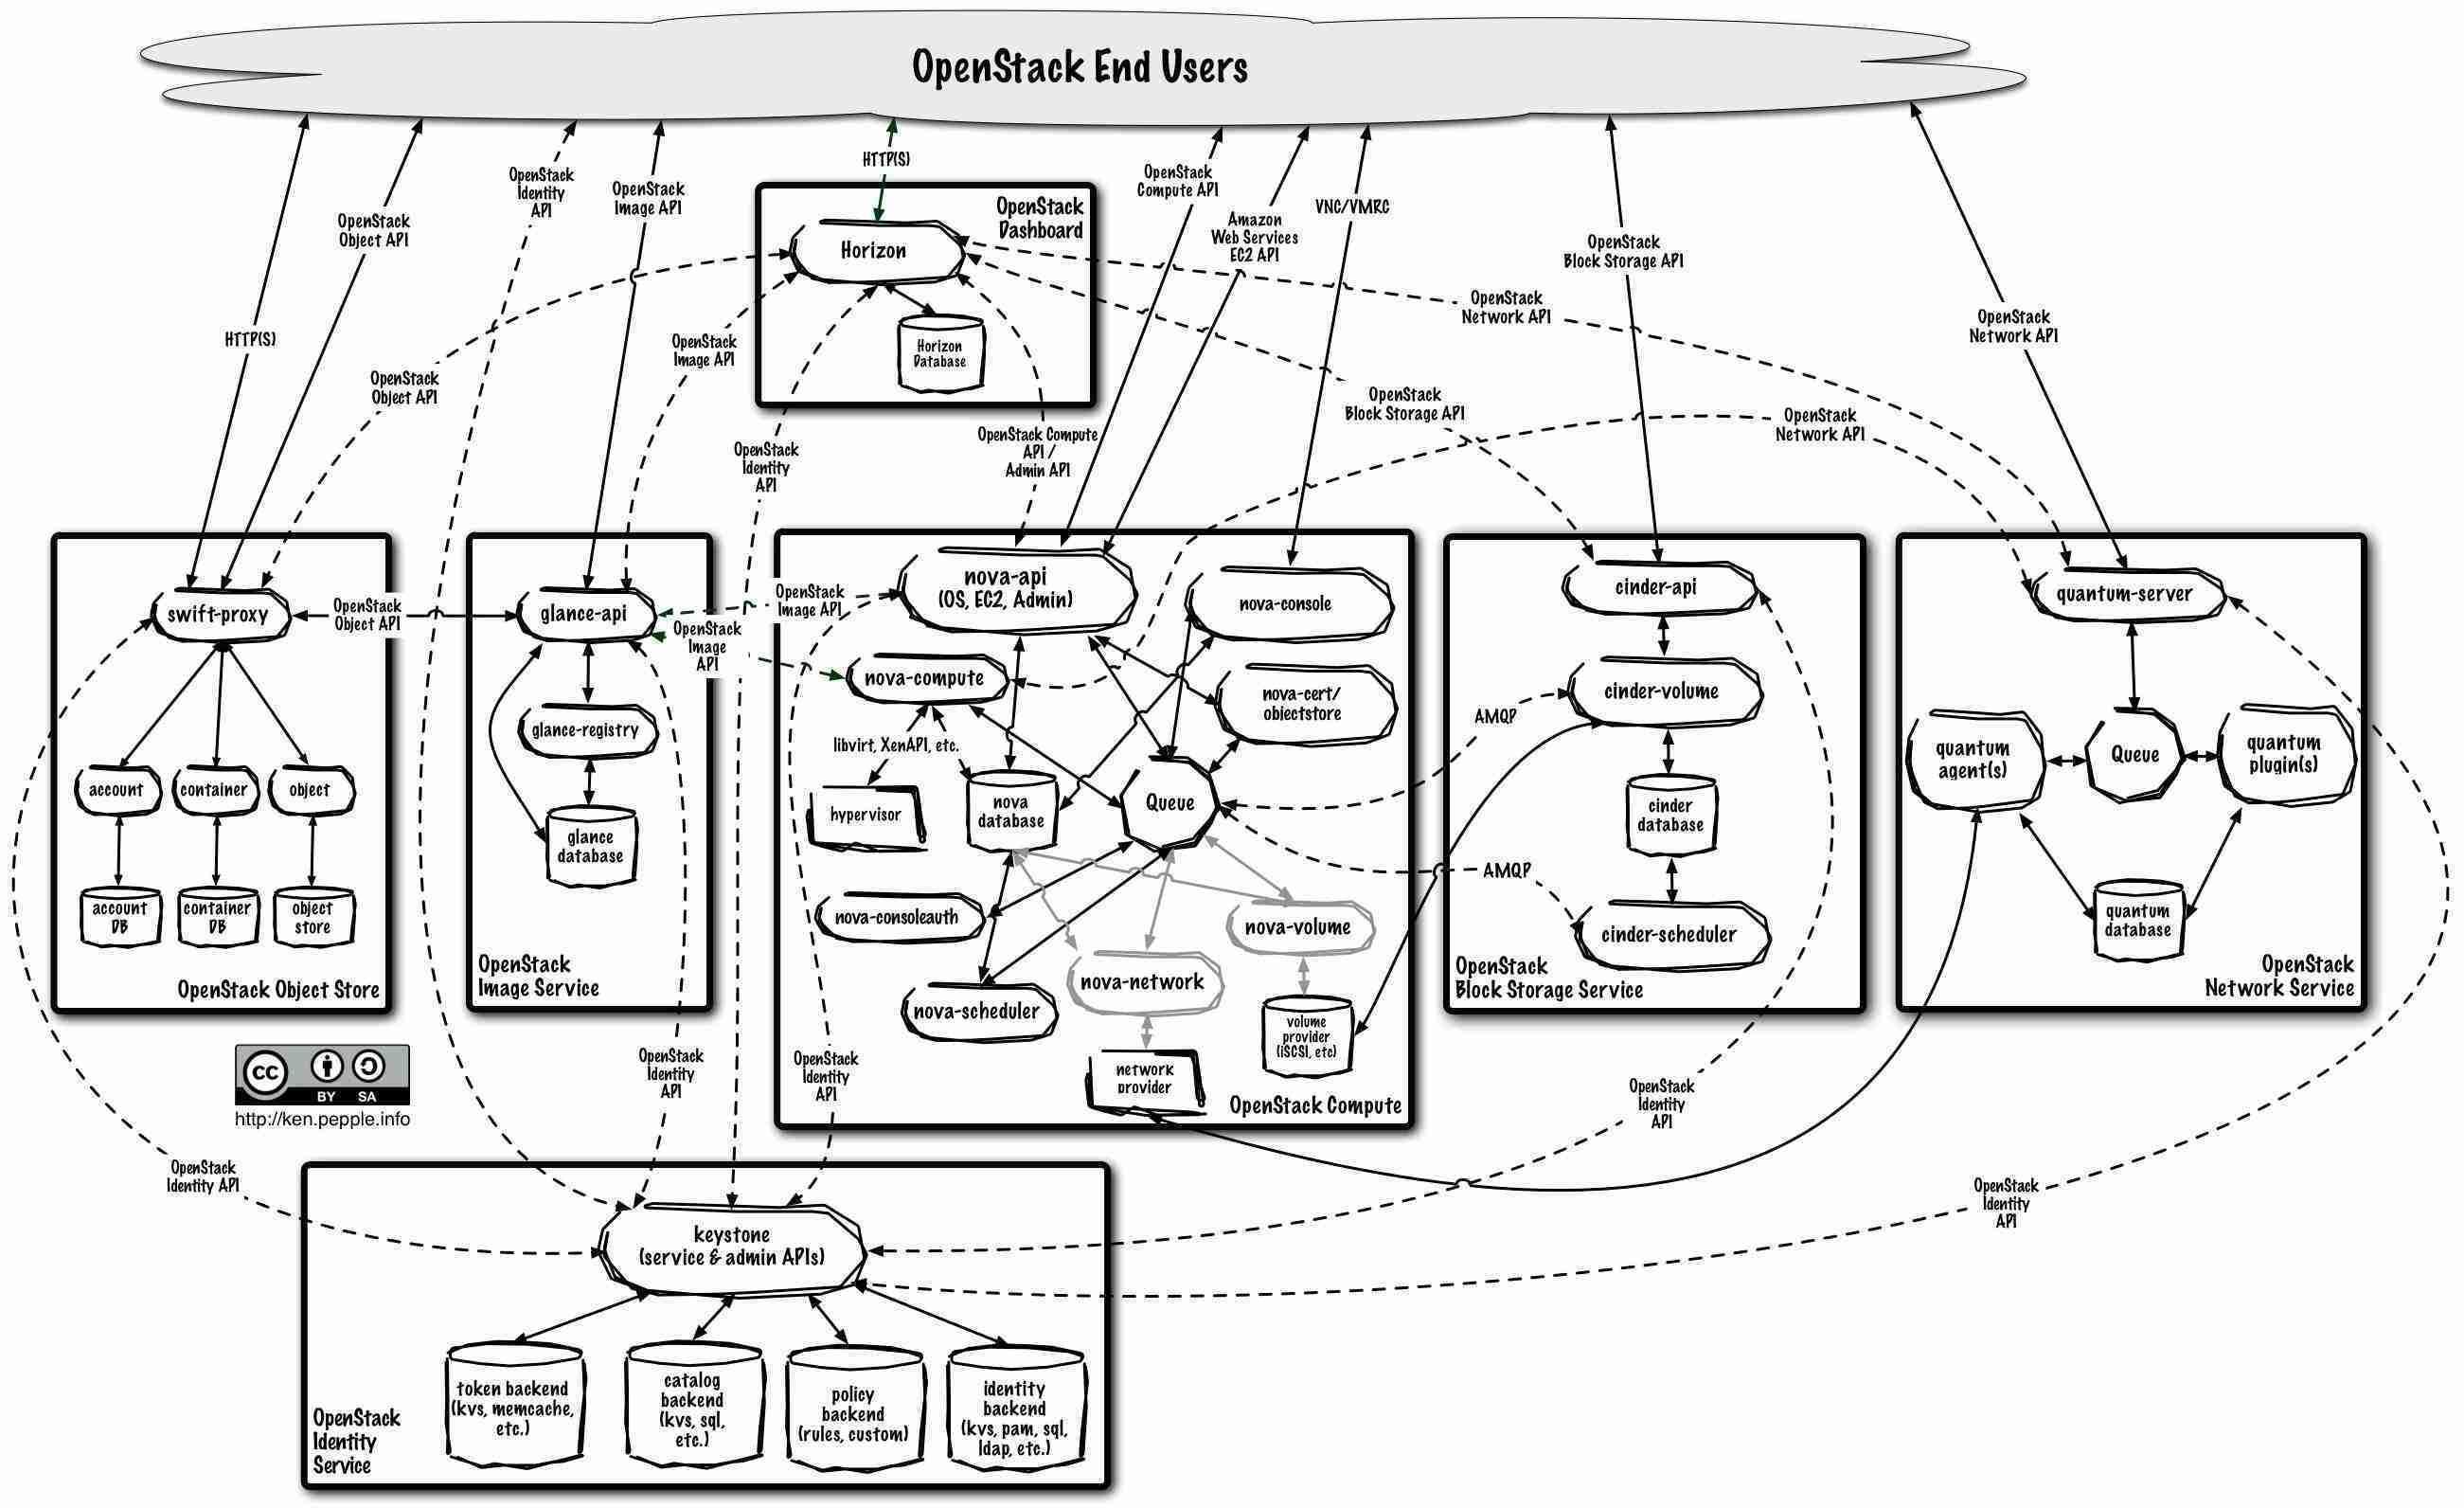 OpenStack End Users
HTTP(S)
OpenStack
Object API
OpenStack
Identity
API
OpenStack
Image API
HTTP(S)
OpenStack
Compute API
Amazon
Web Services
EC2 API
VNC/VMRC
OpenStack
Block Storage API
OpenStack
Network API
OpenStack
Dashboard
Horizon
Horizon
Database
OpenStack
Object API
OpenStack
Image API
OpenStack
Identity
API
OpenStack Compute
API /
Admin API
OpenStack
Network API
OpenStack
Block Storage API
OpenStack
Network API
swift-proxy
OpenStack
Object API
account
container
object
account
DB
container
DB
object
store
OpenStack Object Store
glance-api
glance-registry
glance
database
OpenStack
Image Service
OpenStack
Image API
OpenStack
Image
API
nova-api
(OS, EC2, Admin)
nova-console
nova-compute
nova-cert/
objectstore
libvirt, XenAPI, etc.
hypervisor
nova
database
Queue
nova-consoleauth
nova-volume
nova-network
nova-scheduler
volume
provider
(iSCSI, etc)
network
provider
OpenStack Compute
AMQP
AMQP
cinder-api
cinder-volume
cinder
database
cinder-scheduler
OpenStack
Block Storage Service
quantum-server
quantum
agent(s)
Queue
quantum
plugin(s)
quantum
database
OpenStack
Network Service
cc
BY SA
http://ken.pepple.info
OpenStack
Identity API
OpenStack
Identity
API
OpenStack
Identity
API
OpenStack
Identity
API
OpenStack
Identity
API
keystone
(service & admin APIs)
token backend
(kvs, memcache,
etc.)
catalog
backend
(kvs, sql,
etc.)
policy
backend
(rules, custom)
identity
backend
(kvs, pam, sql,
ldap, etc.)
OpenStack
Identity
Service